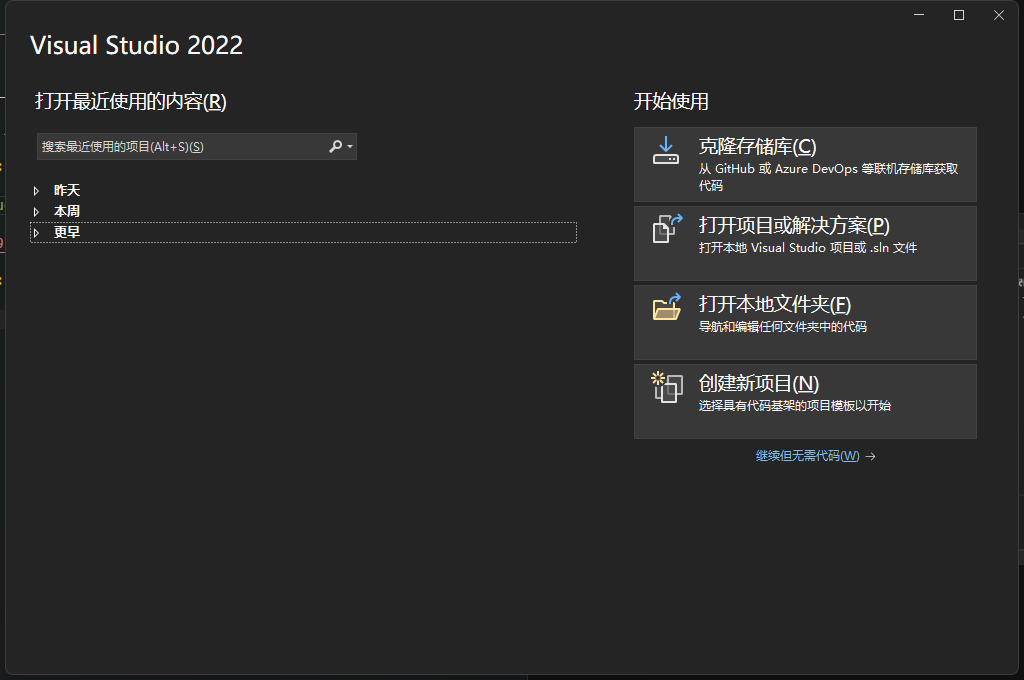 Visual Studio 2022
打开最近使用的内容(R)
搜索最近使用的项目(Alt+S)(S)
昨天
本周
更早
开始使用
克隆存储库(C)
从 GitHub 或 Azure DevOps 等联机存储库获取
代码
打开项目或解决方案(P)
打开本地 Visual Studio 项目或 .sln 文件
打开本地文件夹(F)
导航和编辑任何文件夹中的代码
创建新项目(N)
选择具有代码基架的项目模板以开始
继续但无需代码(W) →